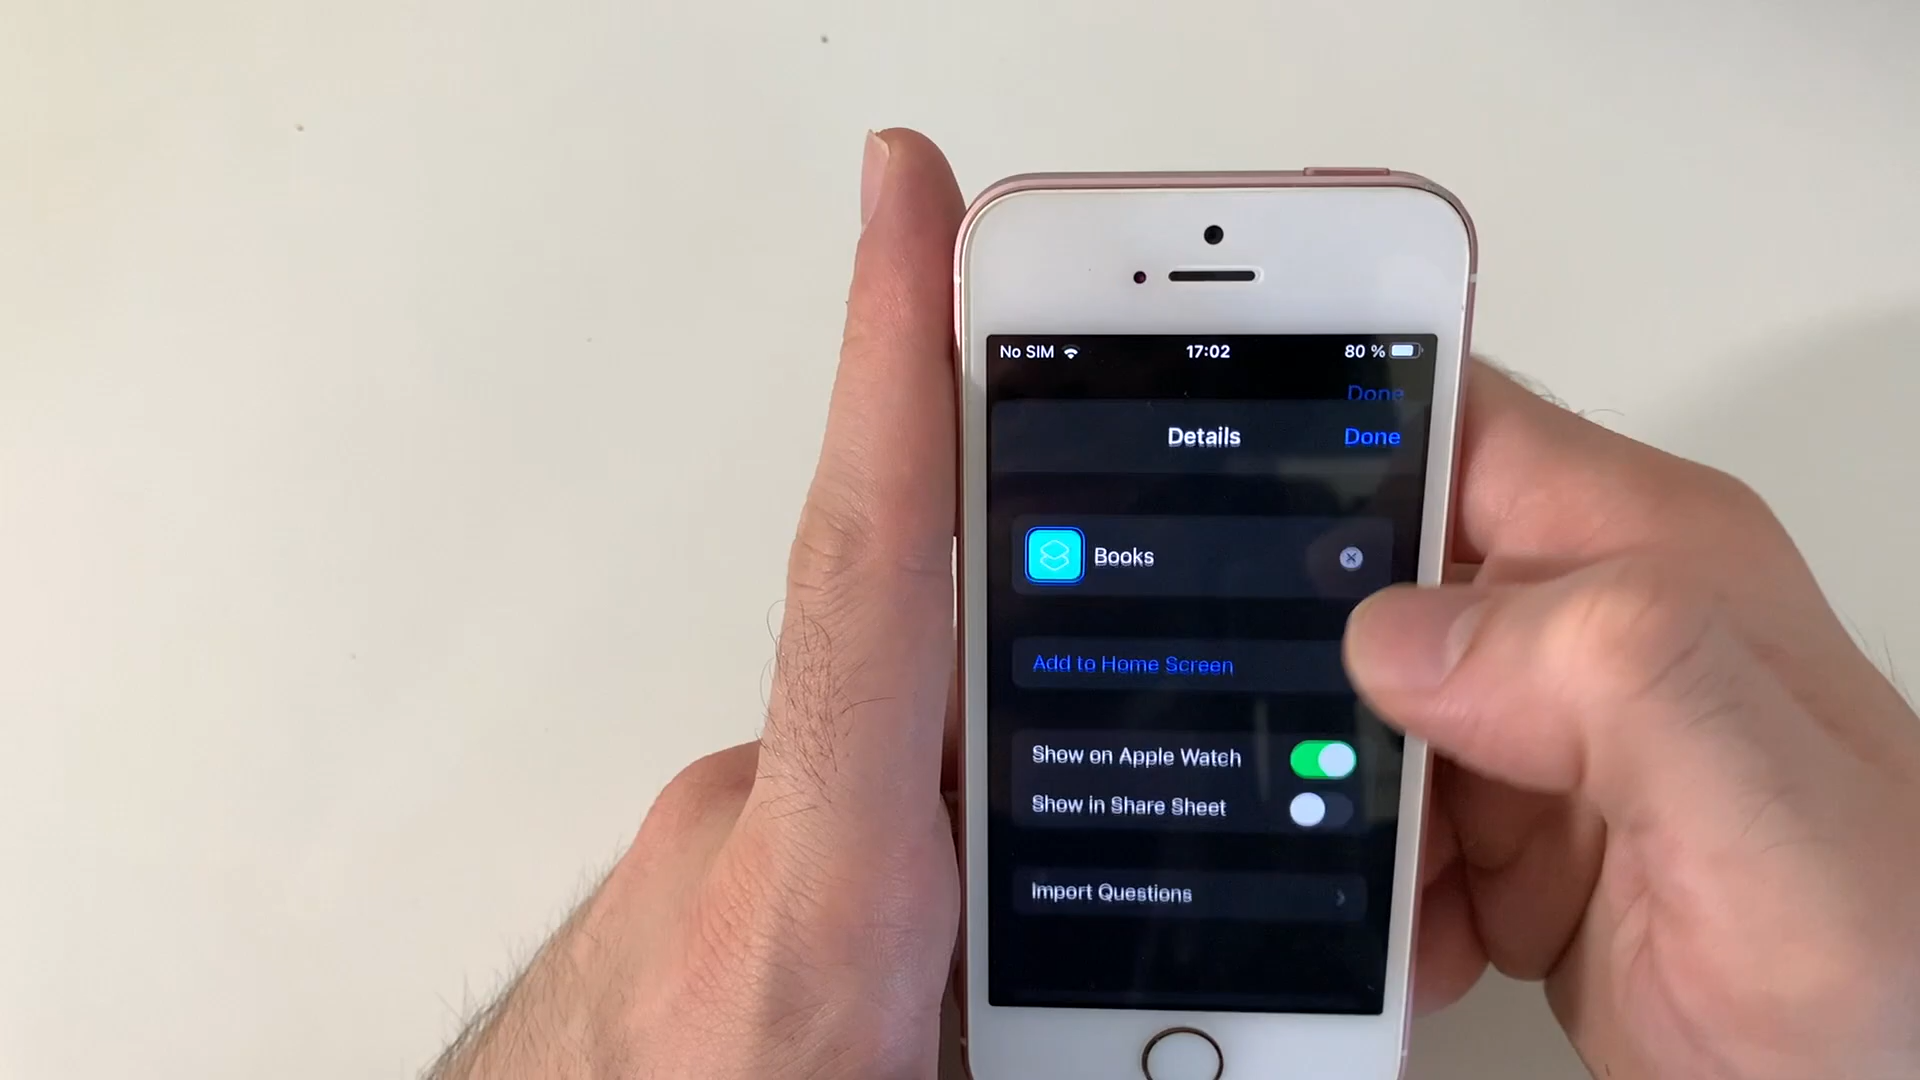 No SIM 17:02 80 %
Done
Details Done
Books
Add to Home Screen
Show on Apple Watch
Show in Share Sheet
Import Questions